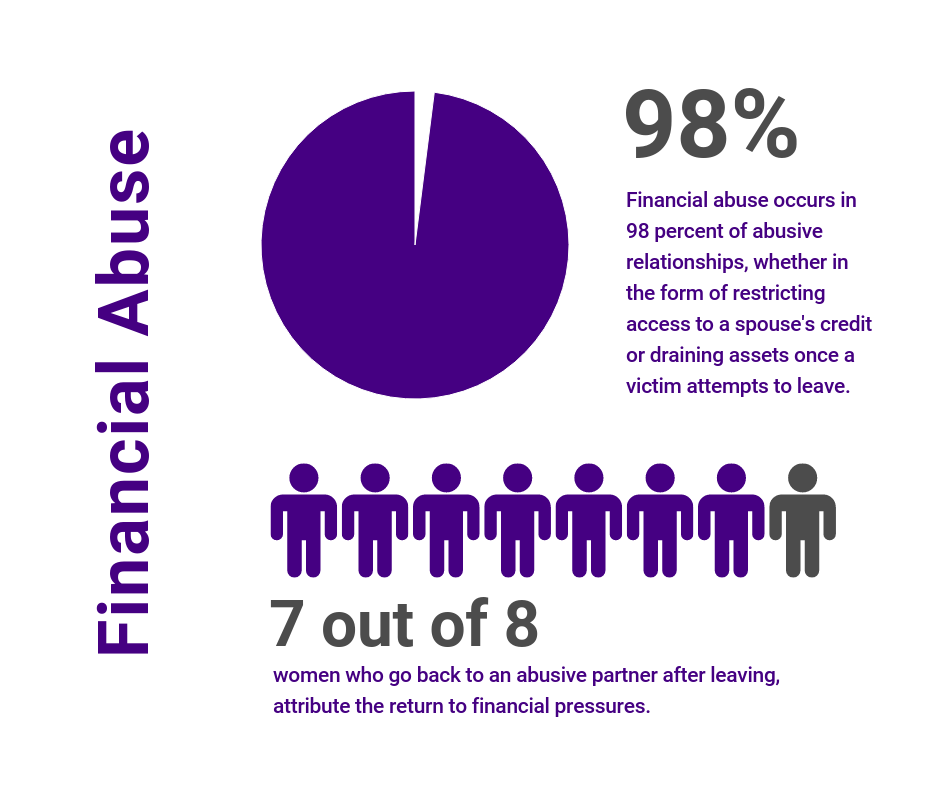 Financial Abuse
98%
Financial abuse occurs in
98 percent of abusive
relationships, whether in
the form of restricting
access to a spouse's credit
or draining assets once a
victim attempts to leave.
7 out of 8
women who go back to an abusive partner after leaving,
attribute the return to financial pressures.